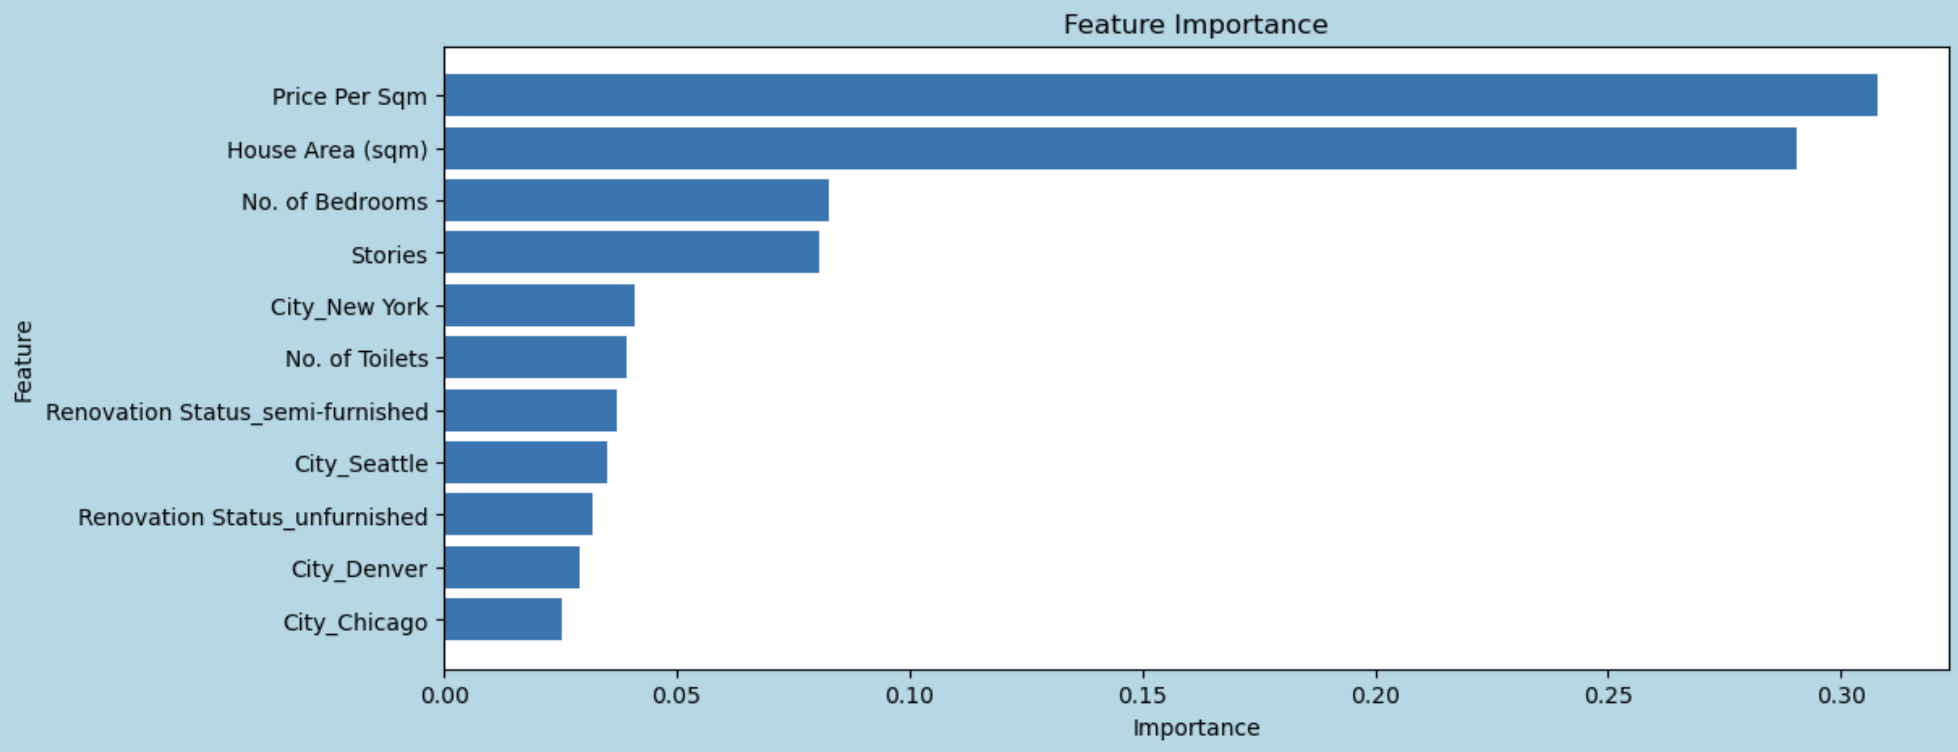 Feature Importance
Price Per Sqm
House Area (sqm)
No. of Bedrooms
Stories
City_New York
No. of Toilets
Renovation Status_semi-furnished
City_Seattle
Renovation Status_unfurnished
City_Denver
City_Chicago
Feature
0.00 0.05 0.10 0.15 0.20 0.25 0.30
Importance